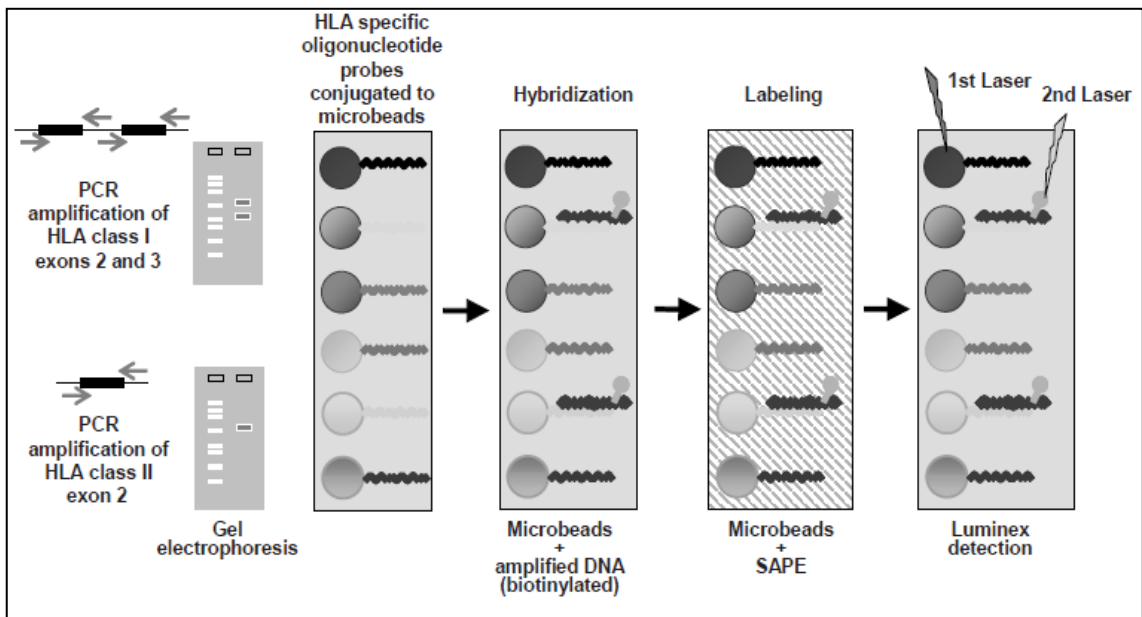 HLA specific
oligonucleotide
probes
conjugated to
microbeads
Hybridization
Labeling
1st Laser
2nd Laser
PCR
amplification of
HLA class I
exons 2 and 3
PCR
amplification of
HLA class II
exon 2
Gel
electrophoresis
Microbeads
+
amplified DNA
(biotinylated)
Microbeads
+
SAPE
Luminex
detection